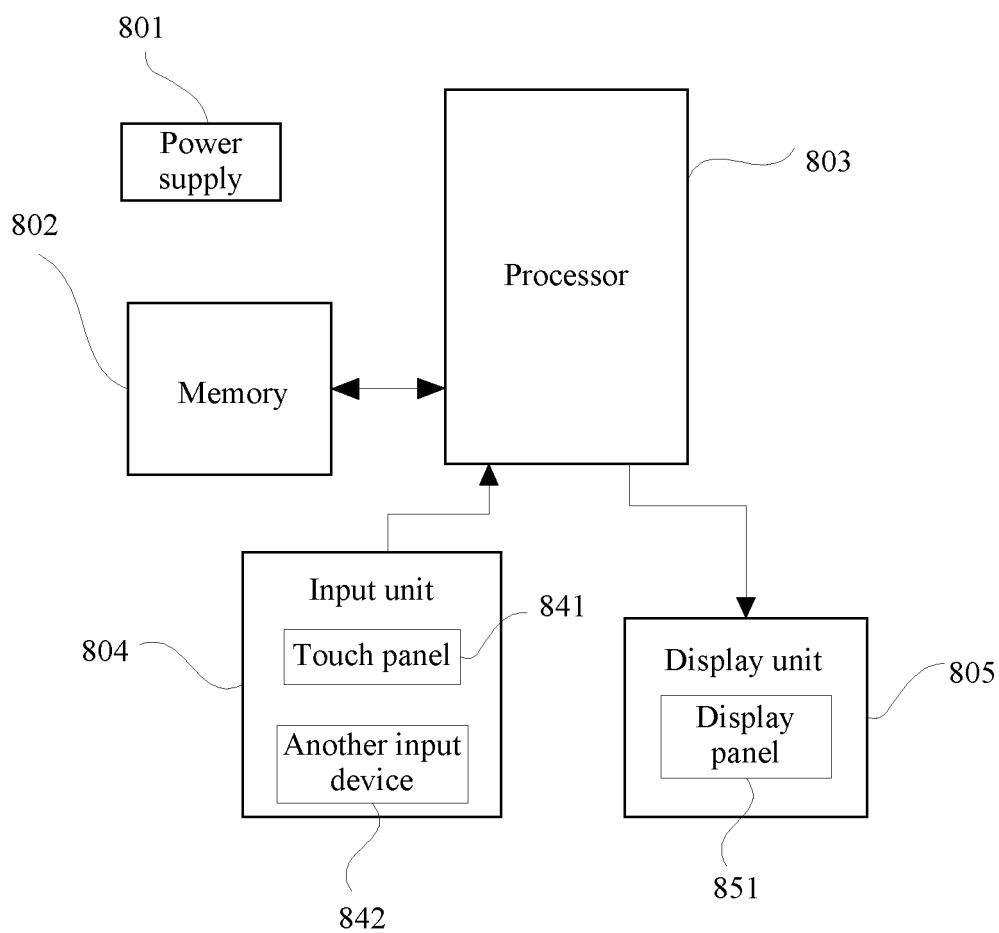 801
Power
supply
803
802
Processor
Memory
Input unit
841
804
Touch panel
Display unit
805
Another input
device
Display
panel
851
842